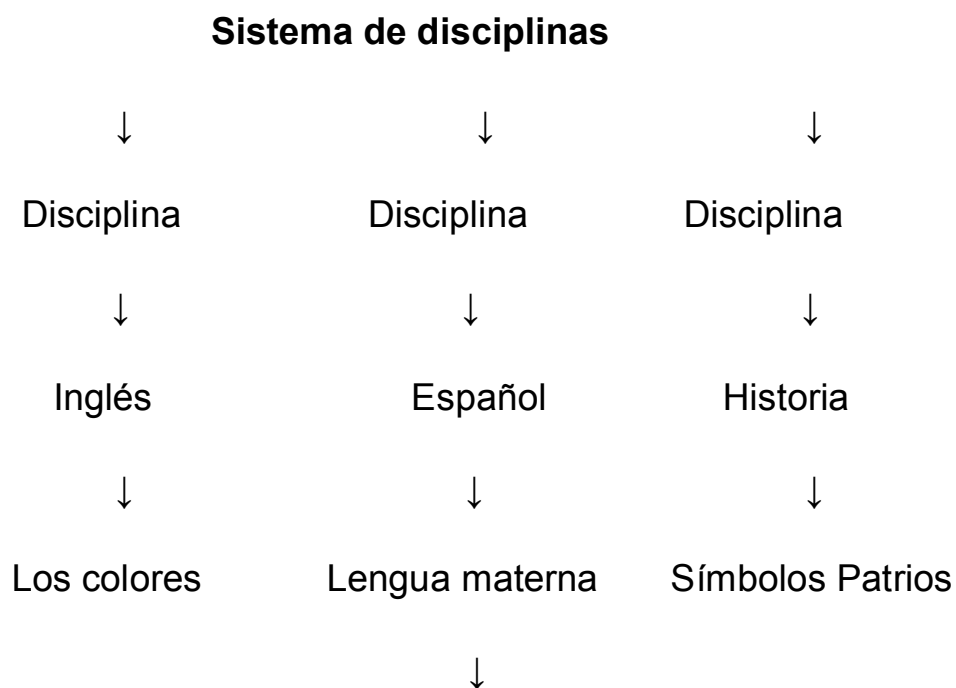 Sistema de disciplinas
↓ ↓ ↓
Disciplina Disciplina Disciplina
↓ ↓ ↓
Inglés Español Historia
↓ ↓ ↓
Los colores Lengua materna Símbolos Patrios
↓